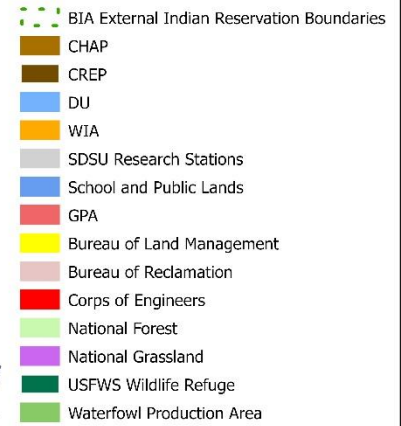 BIA External Indian Reservation Boundaries
CHAP
CREP
DU
WIA
SDSU Research Stations
School and Public Lands
GPA
Bureau of Land Management
Bureau of Reclamation
Corps of Engineers
National Forest
National Grassland
USFWS Wildlife Refuge
Waterfowl Production Area